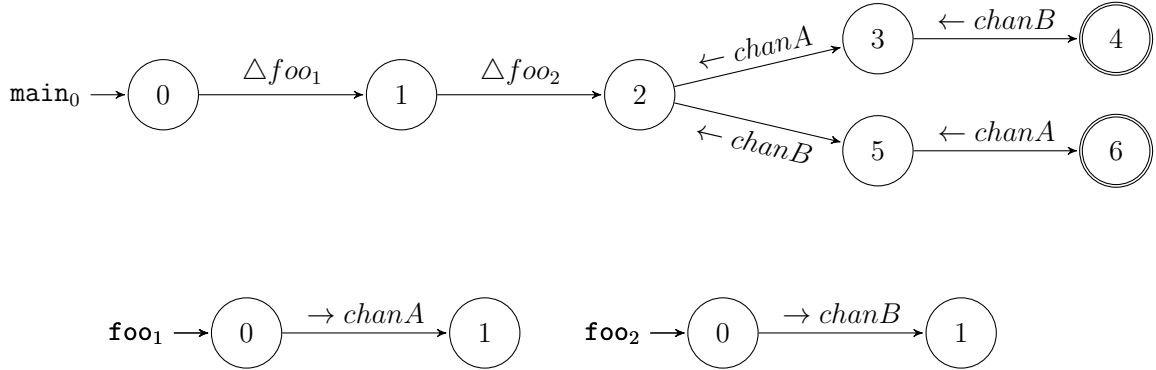 ← chanA
3
← chanB
4
main₀
0
△foo₁
1
△foo₂
2
← chanB
5
← chanA
6
foo₁
0
→ chanA
1
foo₂
0
→ chanB
1